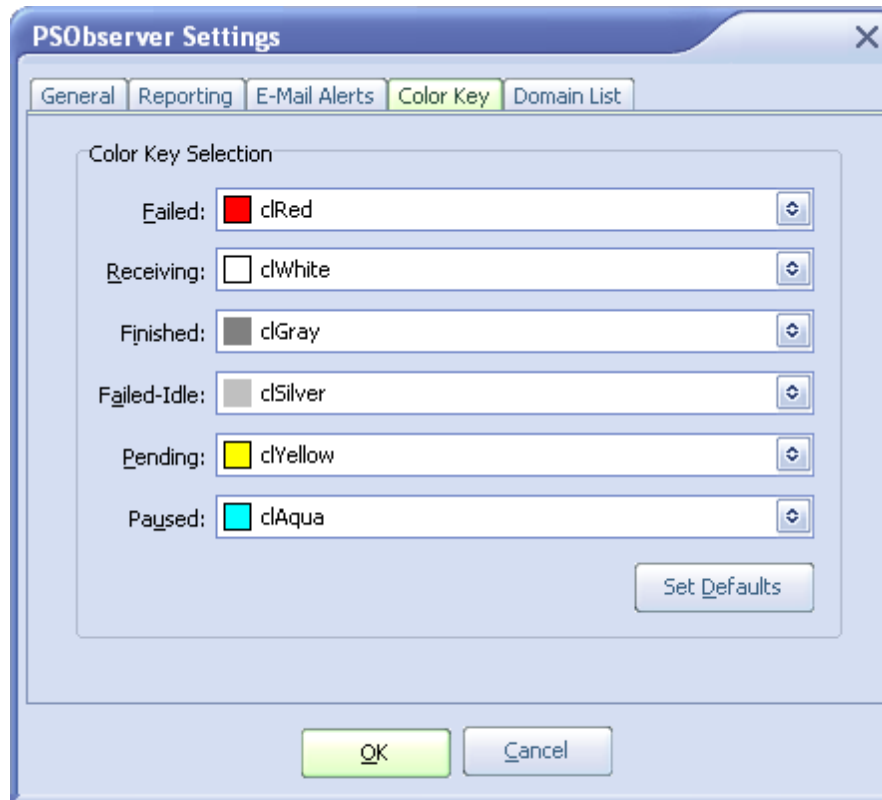 PSObserver Settings
General Reporting E-Mail Alerts Color Key Domain List
Color Key Selection
Failed: clRed
Receiving: clWhite
Finished: clGray
Failed-Idle: clSilver
Pending: clYellow
Paused: clAqua
Set Defaults
OK Cancel